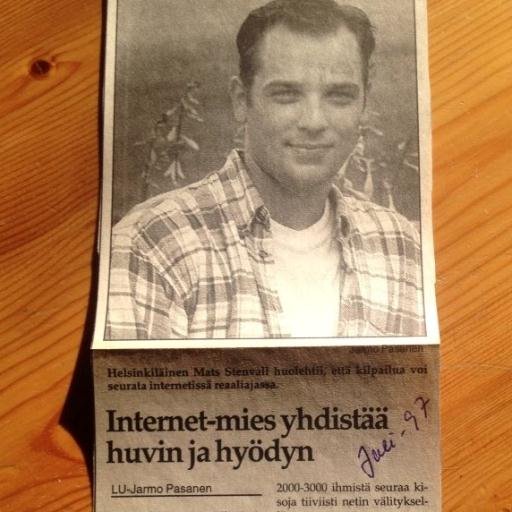 Jarmo Pasanen
Helsinkiläinen Mats Stenvall huolehtii, että kilpailua voi
seurata internetissä reaaliajassa.
Internet-mies yhdistää
huvin ja hyödyn
Juli-97
LU-Jarmo Pasanen
2000-3000 ihmistä seuraa ki-
soja tiiviisti netin välityksel-